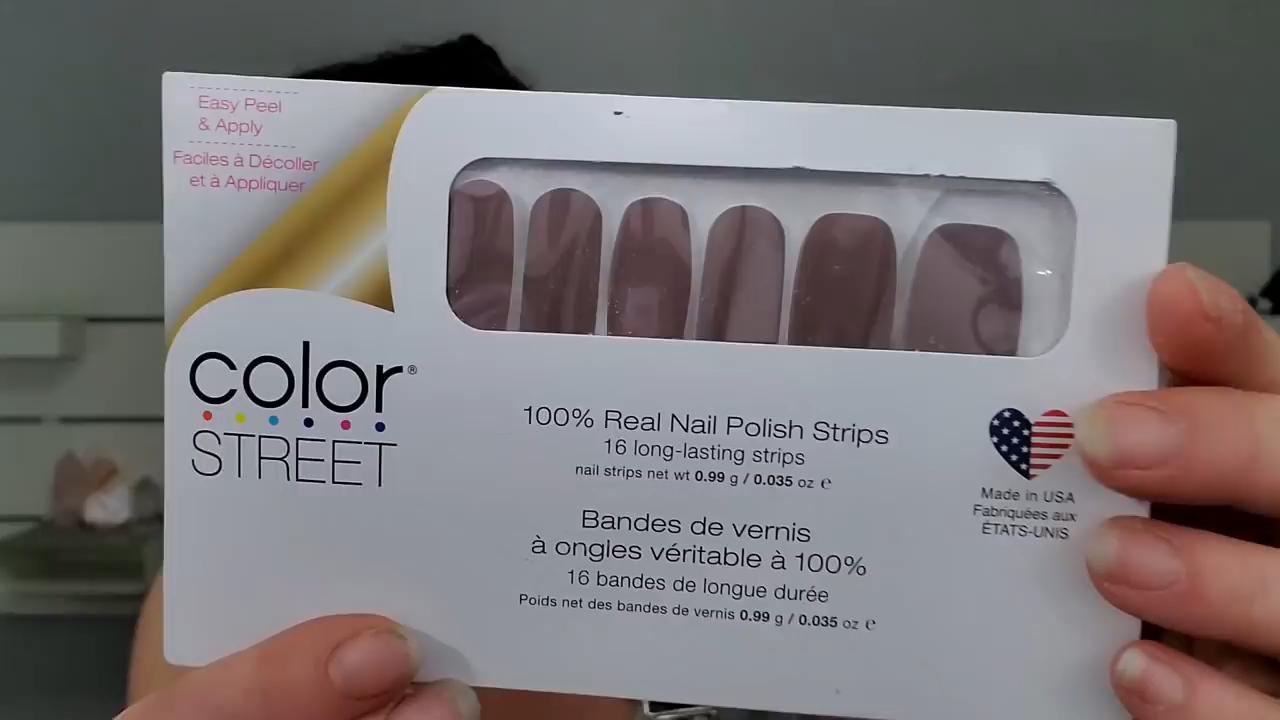 Easy Peel
& Apply
Faciles à Décoller
et à Appliquer
color®
STREET
100% Real Nail Polish Strips
16 long-lasting strips
nail strips net wt 0.99 g / 0.035 oz ℮
Bandes de vernis
à ongles véritable à 100%
16 bandes de longue durée
Poids net des bandes de vernis 0.99 g / 0.035 oz ℮
Made in USA
Fabriquées aux
ÉTATS-UNIS